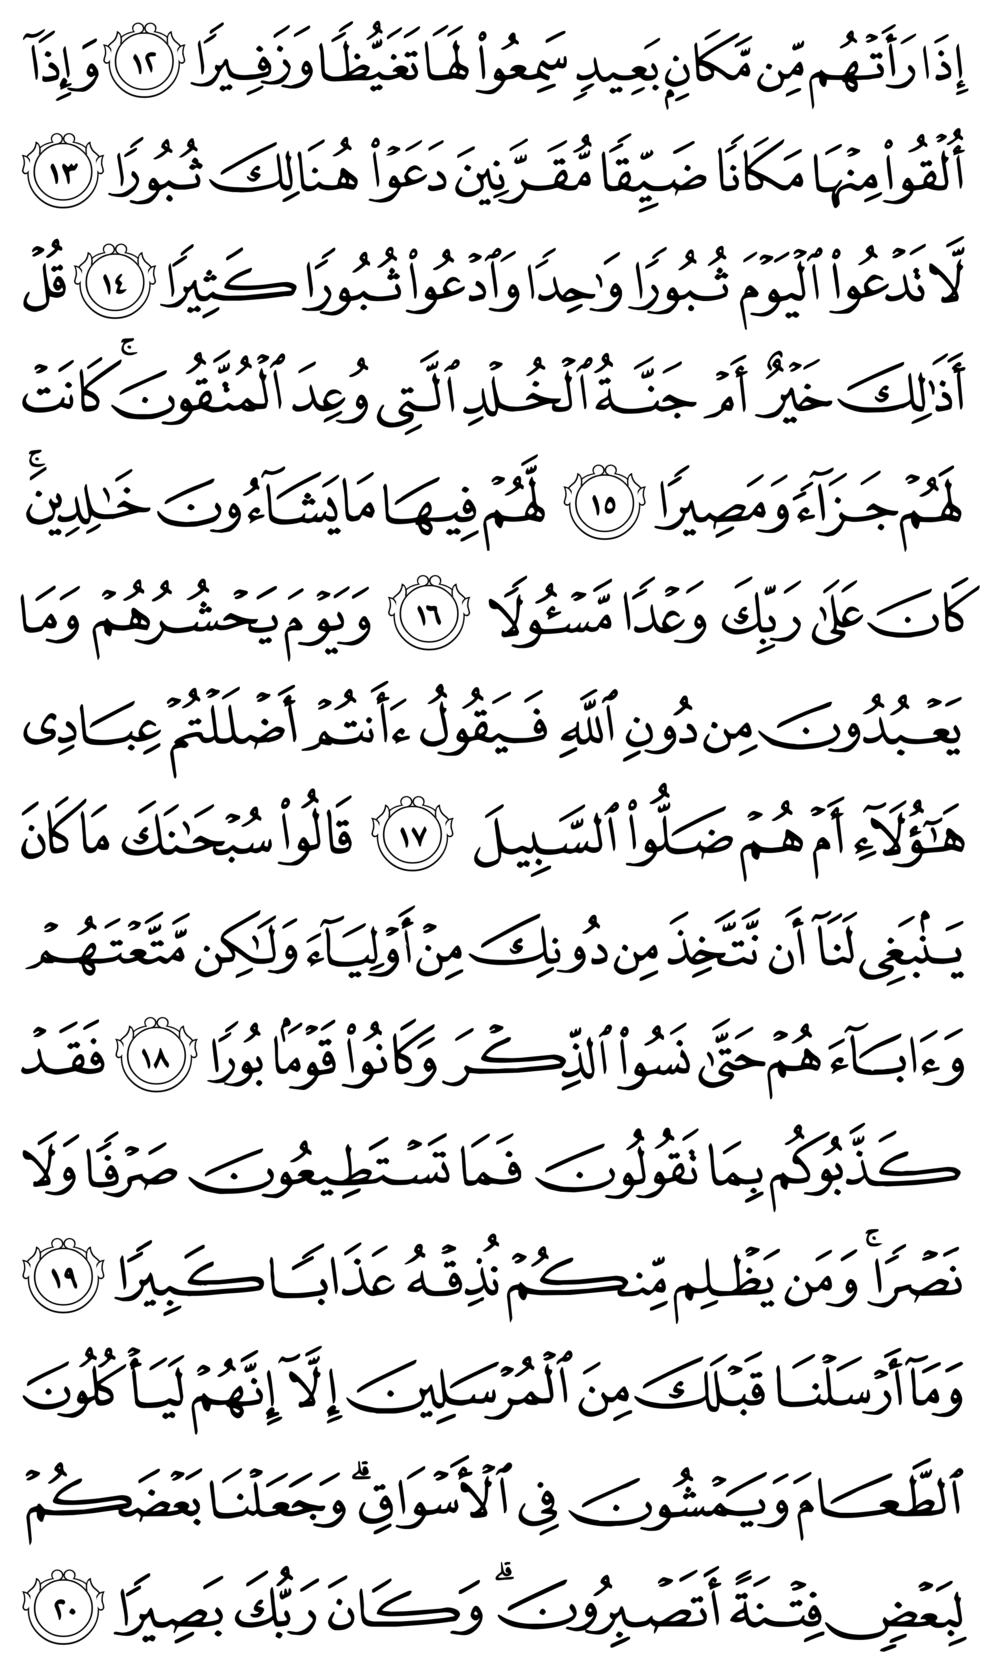 إِذَا رَأَتْهُم مِّن مَّكَانٍۭ بَعِيدٍ سَمِعُوا۟ لَهَا تَغَيُّظًا وَزَفِيرًا ١٢ وَإِذَآ
أُلْقُوا۟ مِنْهَا مَكَانًا ضَيِّقًا مُّقَرَّنِينَ دَعَوْا۟ هُنَالِكَ ثُبُورًا ١٣
لَّا تَدْعُوا۟ ٱلْيَوْمَ ثُبُورًا وَٰحِدًا وَٱدْعُوا۟ ثُبُورًا كَثِيرًا ١٤ قُلْ
أَذَٰلِكَ خَيْرٌ أَمْ جَنَّةُ ٱلْخُلْدِ ٱلَّتِى وُعِدَ ٱلْمُتَّقُونَ ۚ كَانَتْ
لَهُمْ جَزَآءً وَمَصِيرًا ١٥ لَّهُمْ فِيهَا مَا يَشَآءُونَ خَٰلِدِينَ ۚ
كَانَ عَلَىٰ رَبِّكَ وَعْدًا مَّسْـُٔولًا ١٦ وَيَوْمَ يَحْشُرُهُمْ وَمَا
يَعْبُدُونَ مِن دُونِ ٱللَّهِ فَيَقُولُ ءَأَنتُمْ أَضْلَلْتُمْ عِبَادِى
هَٰٓؤُلَآءِ أَمْ هُمْ ضَلُّوا۟ ٱلسَّبِيلَ ١٧ قَالُوا۟ سُبْحَٰنَكَ مَا كَانَ
يَنۢبَغِى لَنَآ أَن نَّتَّخِذَ مِن دُونِكَ مِنْ أَوْلِيَآءَ وَلَٰكِن مَّتَّعْتَهُمْ
وَءَابَآءَهُمْ حَتَّىٰ نَسُوا۟ ٱلذِّكْرَ وَكَانُوا۟ قَوْمًۢا بُورًا ١٨ فَقَدْ
كَذَّبُوكُم بِمَا تَقُولُونَ فَمَا تَسْتَطِيعُونَ صَرْفًا وَلَا
نَصْرًا ۚ وَمَن يَظْلِم مِّنكُمْ نُذِقْهُ عَذَابًا كَبِيرًا ١٩
وَمَآ أَرْسَلْنَا قَبْلَكَ مِنَ ٱلْمُرْسَلِينَ إِلَّآ إِنَّهُمْ لَيَأْكُلُونَ
ٱلطَّعَامَ وَيَمْشُونَ فِى ٱلْأَسْوَاقِ ۗ وَجَعَلْنَا بَعْضَكُمْ
لِبَعْضٍ فِتْنَةً أَتَصْبِرُونَ ۗ وَكَانَ رَبُّكَ بَصِيرًا ٢٠